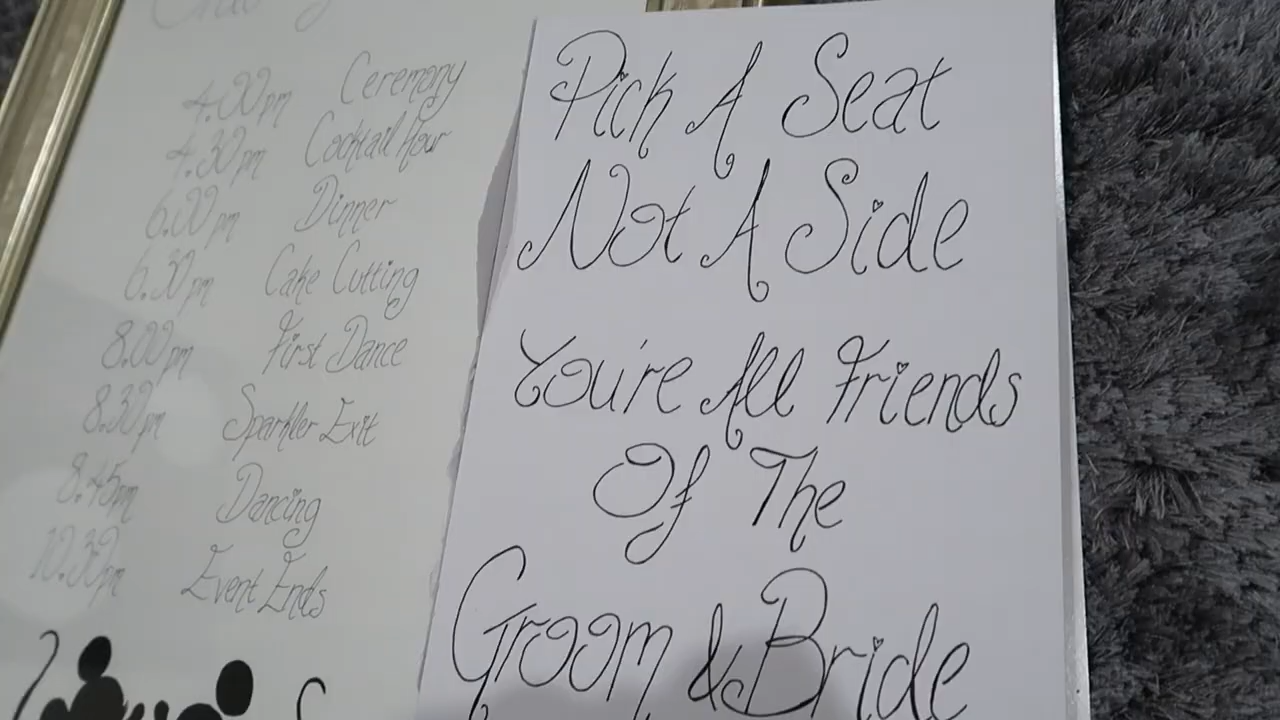 4.00pm Ceremony
4.30pm Cocktail Hour
6.00pm Dinner
6.30pm Cake Cutting
8.00pm First Dance
8.30pm Sparkler Exit
8.45pm Dancing
10.30pm Event Ends
Pick A Seat
Not A Side
You're All Friends
Of The
Groom & Bride